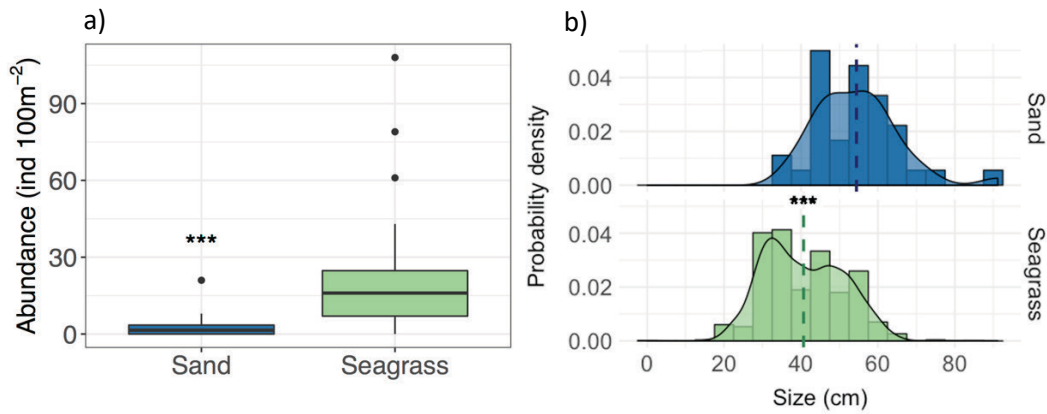 a)
Abundance (ind 100m⁻²)
90
60
30
0
***
Sand
Seagrass
b)
Probability density
0.04
0.02
0.00
Sand
***
0.04
0.02
0.00
Seagrass
0
20
40
60
80
Size (cm)